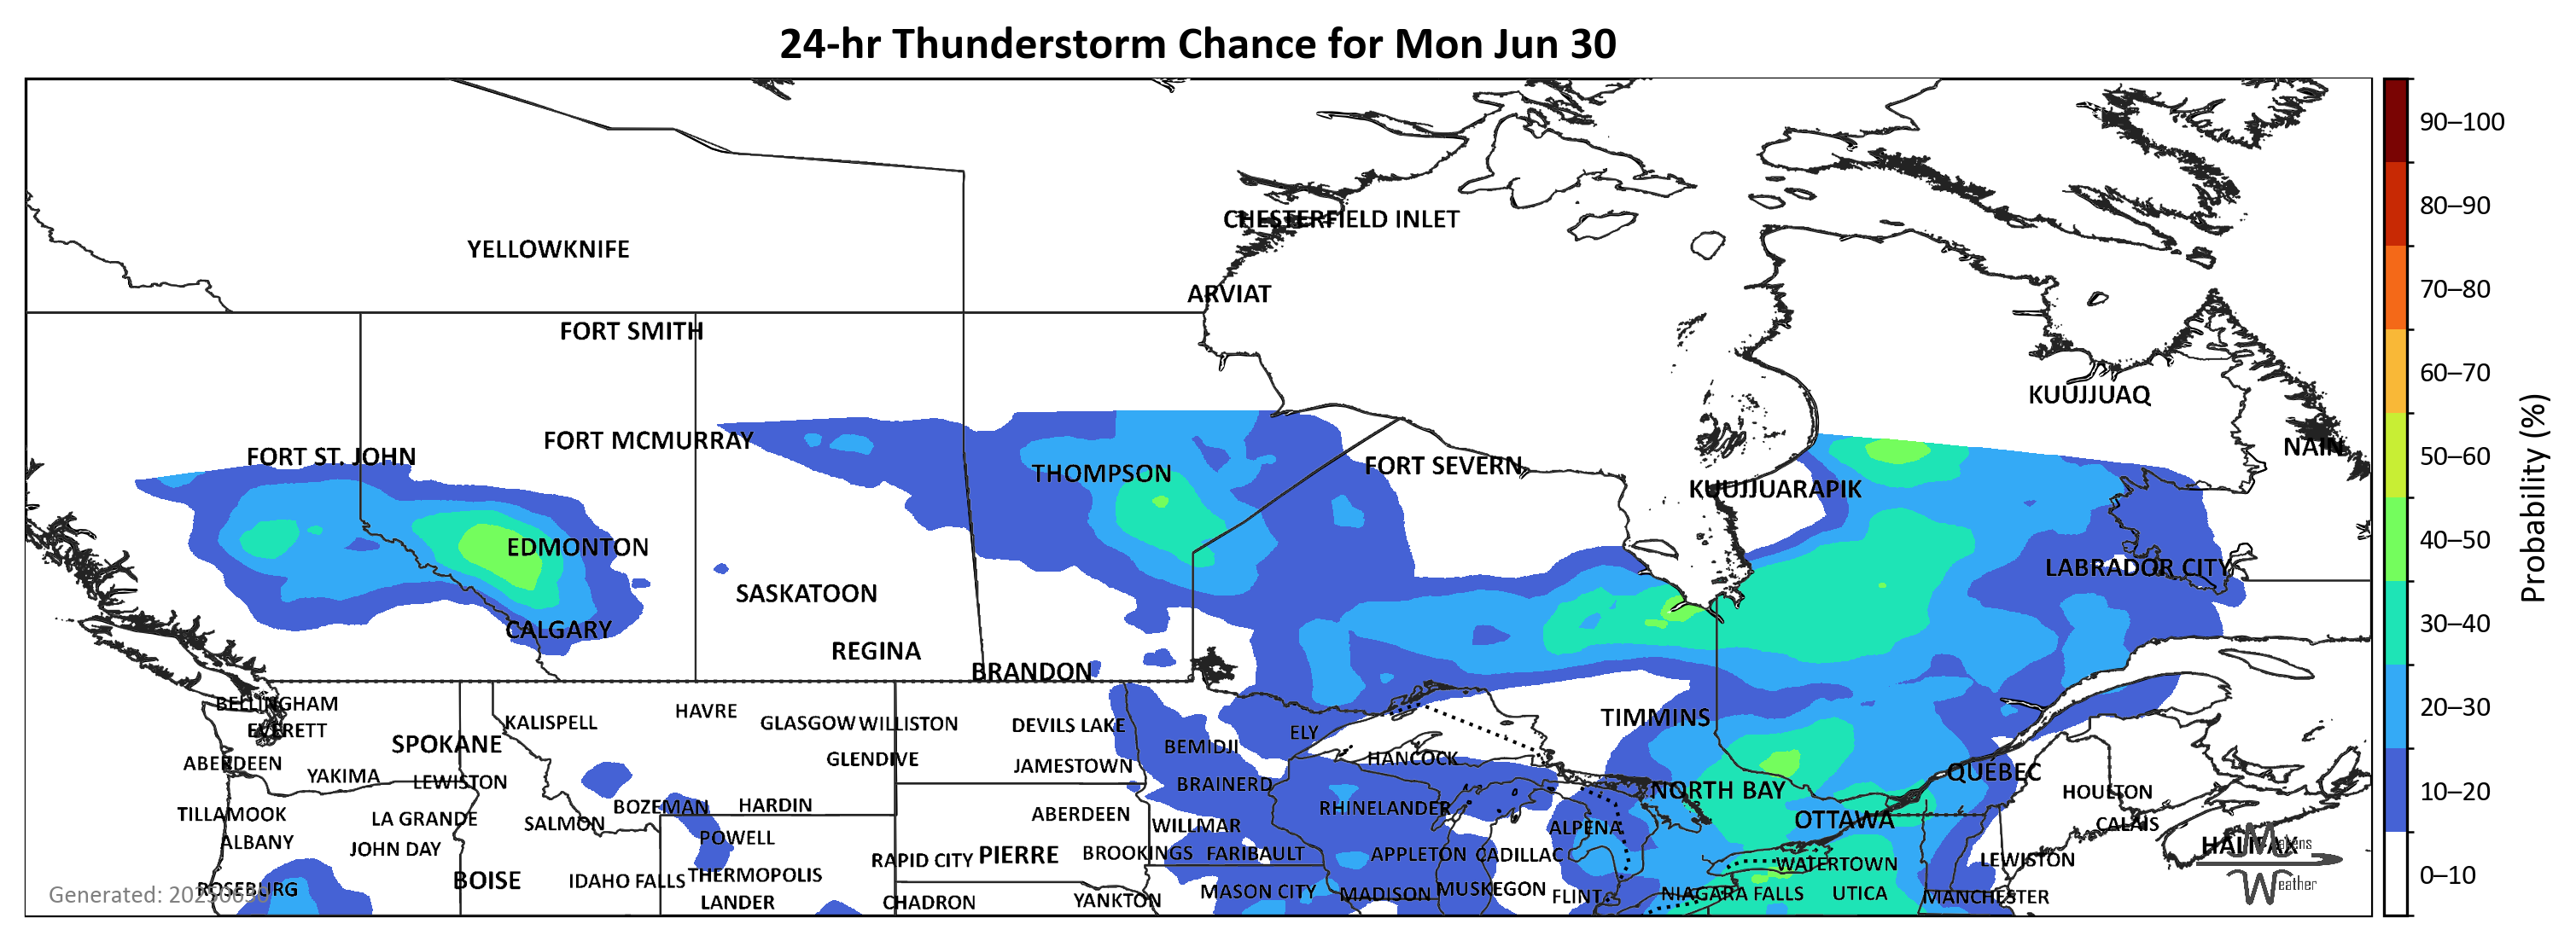 24-hr Thunderstorm Chance for Mon Jun 30
90–100
80–90
CHESTERFIELD INLET
YELLOWKNIFE
70–80
ARVIAT
FORT SMITH
60–70
KUUJJUAQ
FORT MCMURRAY
NAIN
50–60
FORT ST. JOHN
FORT SEVERN
THOMPSON
KUUJJUARAPIK
Probability (%)
40–50
EDMONTON
LABRADOR CITY
SASKATOON
30–40
CALGARY
REGINA
BRANDON
BELLINGHAM
20–30
HAVRE
KALISPELL
GLASGOW WILLISTON
DEVILS LAKE
TIMMINS
EVERETT
ELY
SPOKANE
BEMIDJI
GLENDIVE
HANCOCK
ABERDEEN
JAMESTOWN
QUÉBEC
YAKIMA
LEWISTON
BRAINERD
NORTH BAY
10–20
HOULTON
BOZEMAN
HARDIN
RHINELANDER
TILLAMOOK
ABERDEEN
LA GRANDE
SALMON
WILLMAR
ALPENA
OTTAWA
CALAIS
ALBANY
POWELL
HALIFAX
JOHN DAY
BROOKINGS
FARIBAULT
APPLETON
CADILLAC
PIERRE
RAPID CITY
WATERTOWN
LEWISTON
Makens
Weather
THERMOPOLIS
0–10
BOISE
IDAHO FALLS
ROSEBURG
MASON CITY
MADISON
MUSKEGON
FLINT
NIAGARA FALLS
UTICA
MANCHESTER
LANDER
CHADRON
YANKTON
Generated: 20250630